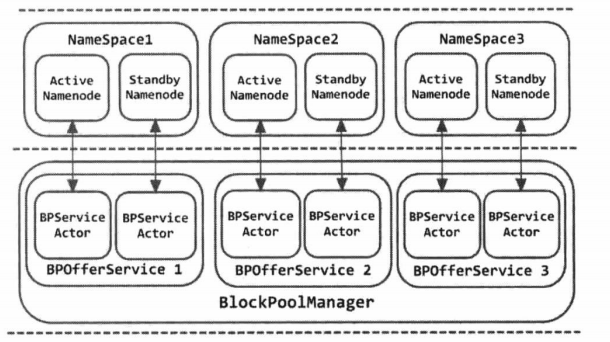 NameSpace1 NameSpace2 NameSpace3
Active Standby Active Standby Active Standby
Namenode Namenode Namenode Namenode Namenode Namenode
BPService BPService BPService BPService BPService BPService
Actor Actor Actor Actor Actor Actor
BPOfferService 1 BPOfferService 2 BPOfferService 3
BlockPoolManager